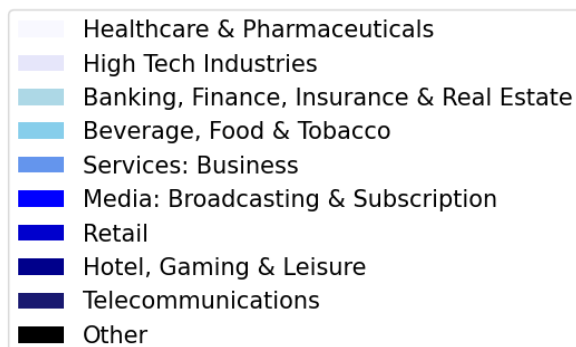 Healthcare & Pharmaceuticals
High Tech Industries
Banking, Finance, Insurance & Real Estate
Beverage, Food & Tobacco
Services: Business
Media: Broadcasting & Subscription
Retail
Hotel, Gaming & Leisure
Telecommunications
Other